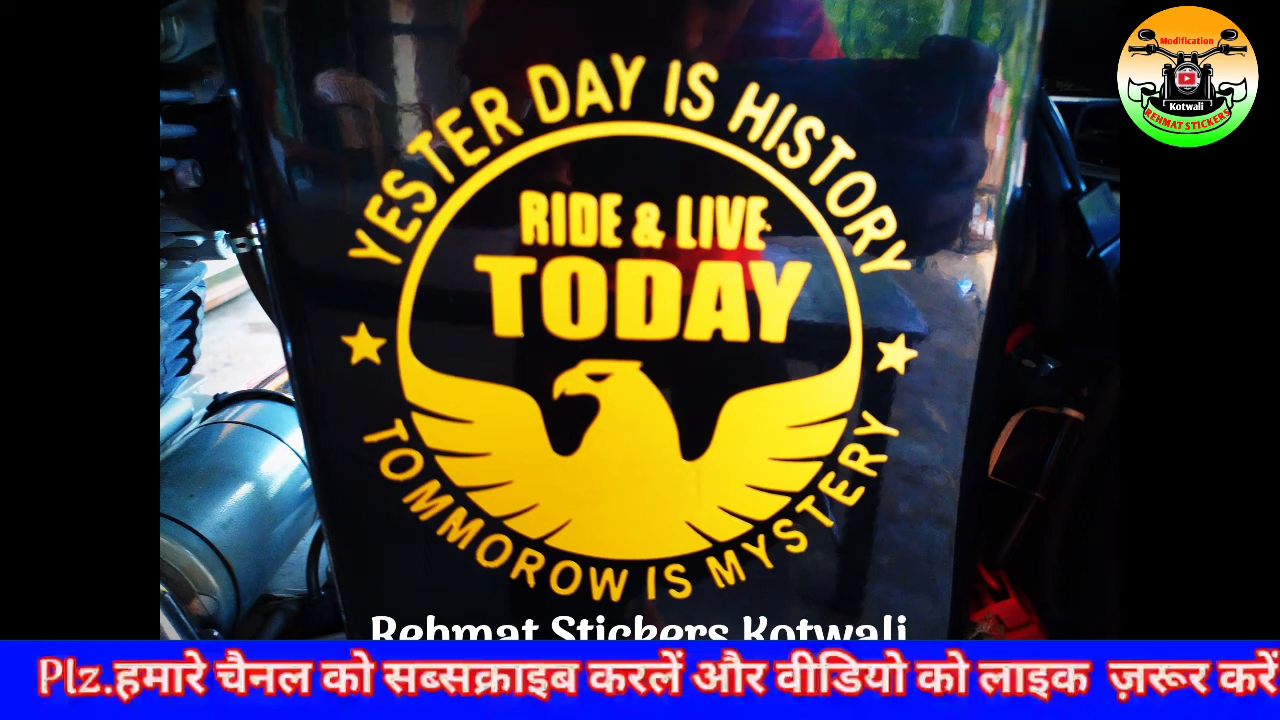 Modification
Kotwali
REHMAT STICKERS
YESTER DAY IS HISTORY
RIDE & LIVE
TODAY
TOMMOROW IS MYSTERY
Rehmat Stickers Kotwali
Plz.हमारे चैनल को सब्सक्राइब करलें और वीडियो को लाइक ज़रूर करें